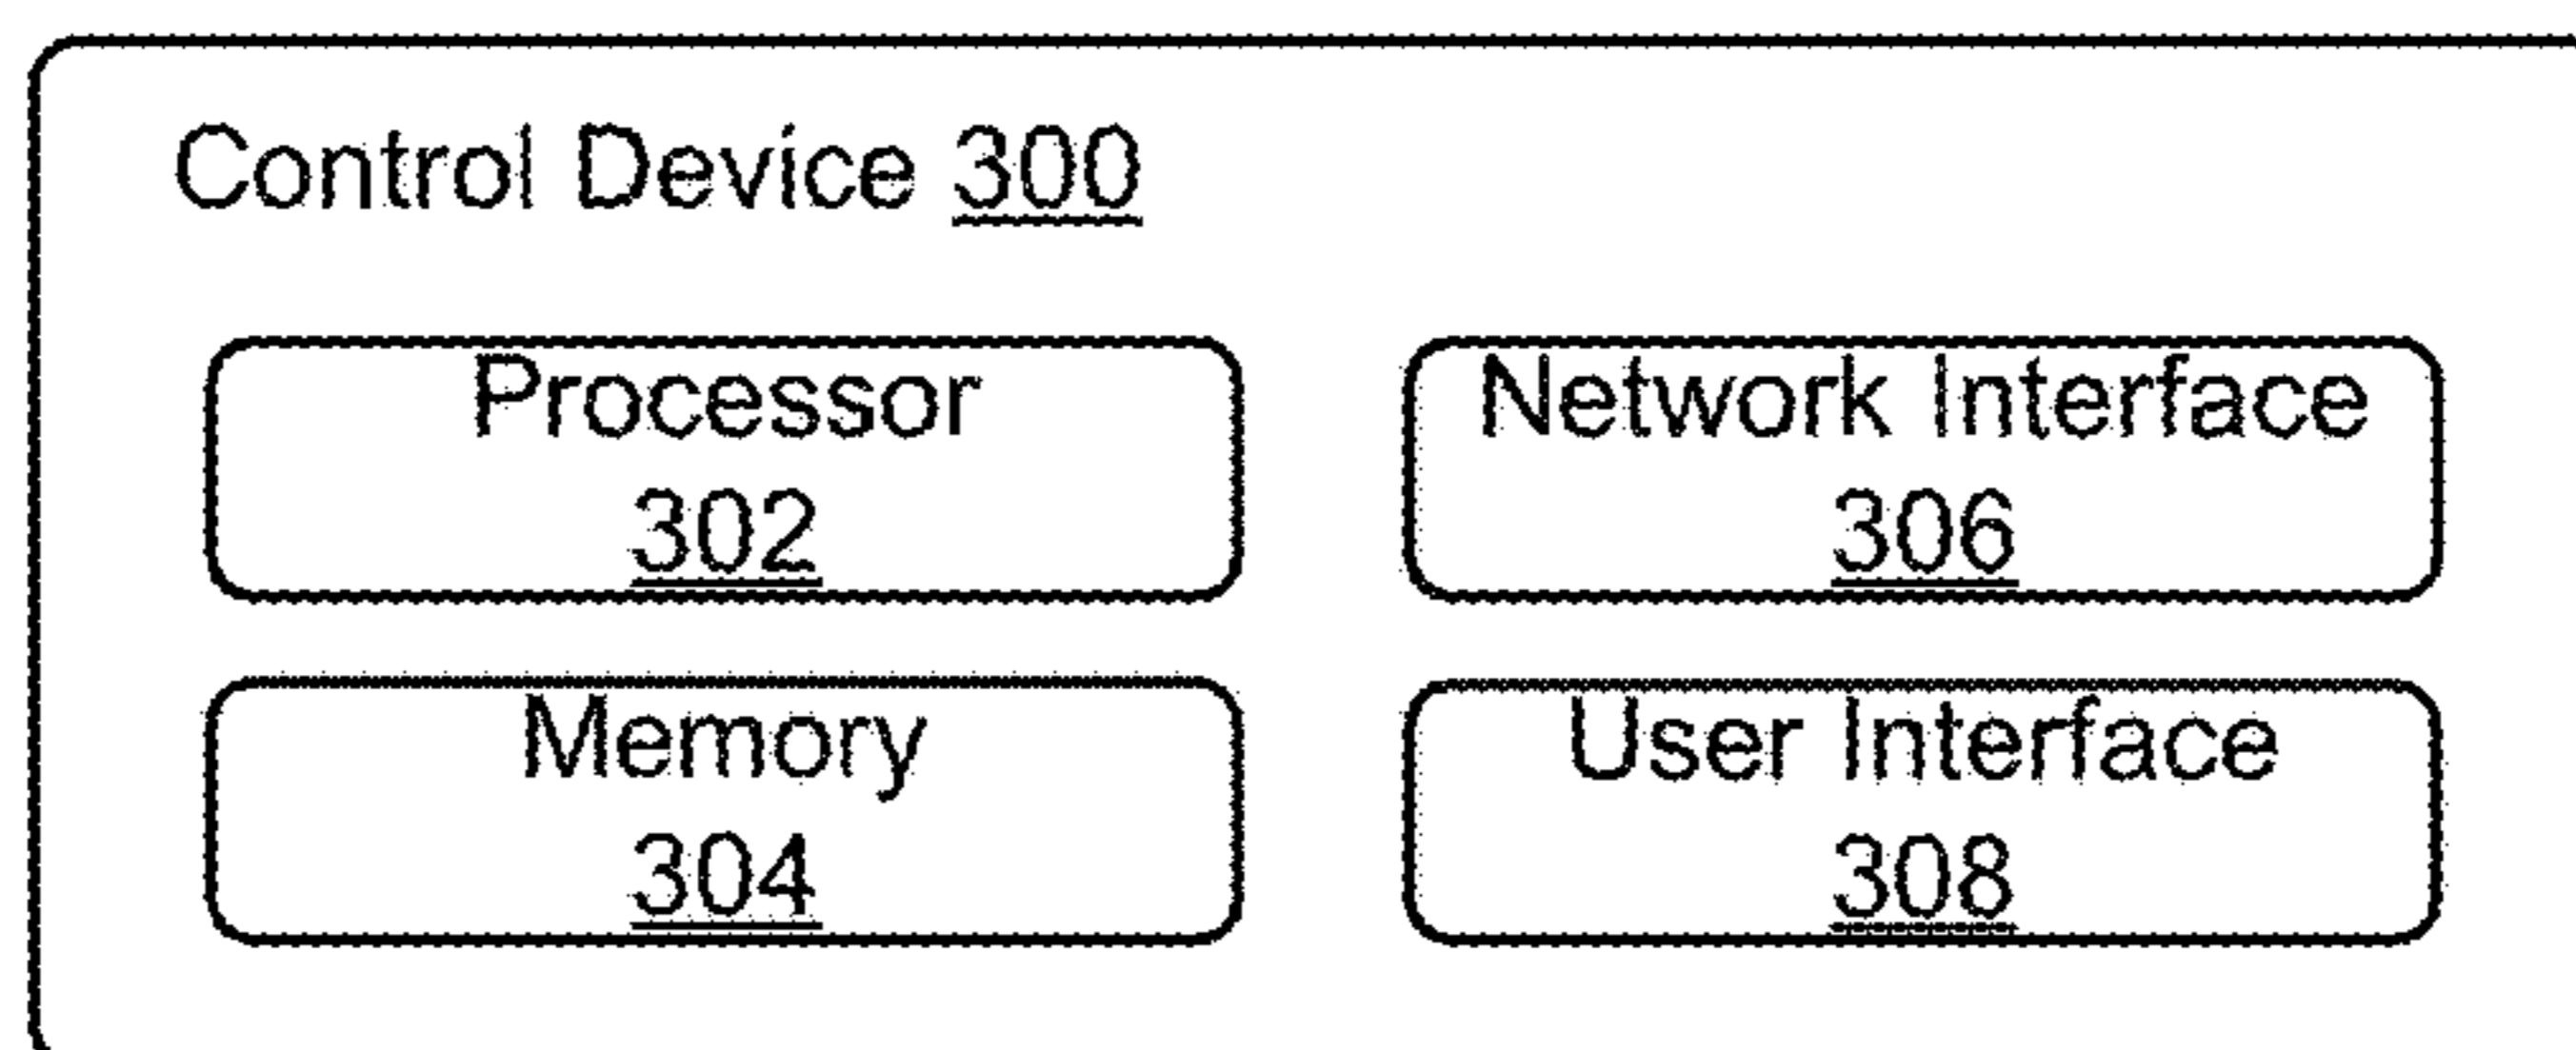 Control Device 300
Processor
302
Network Interface
306
Memory
304
User Interface
308